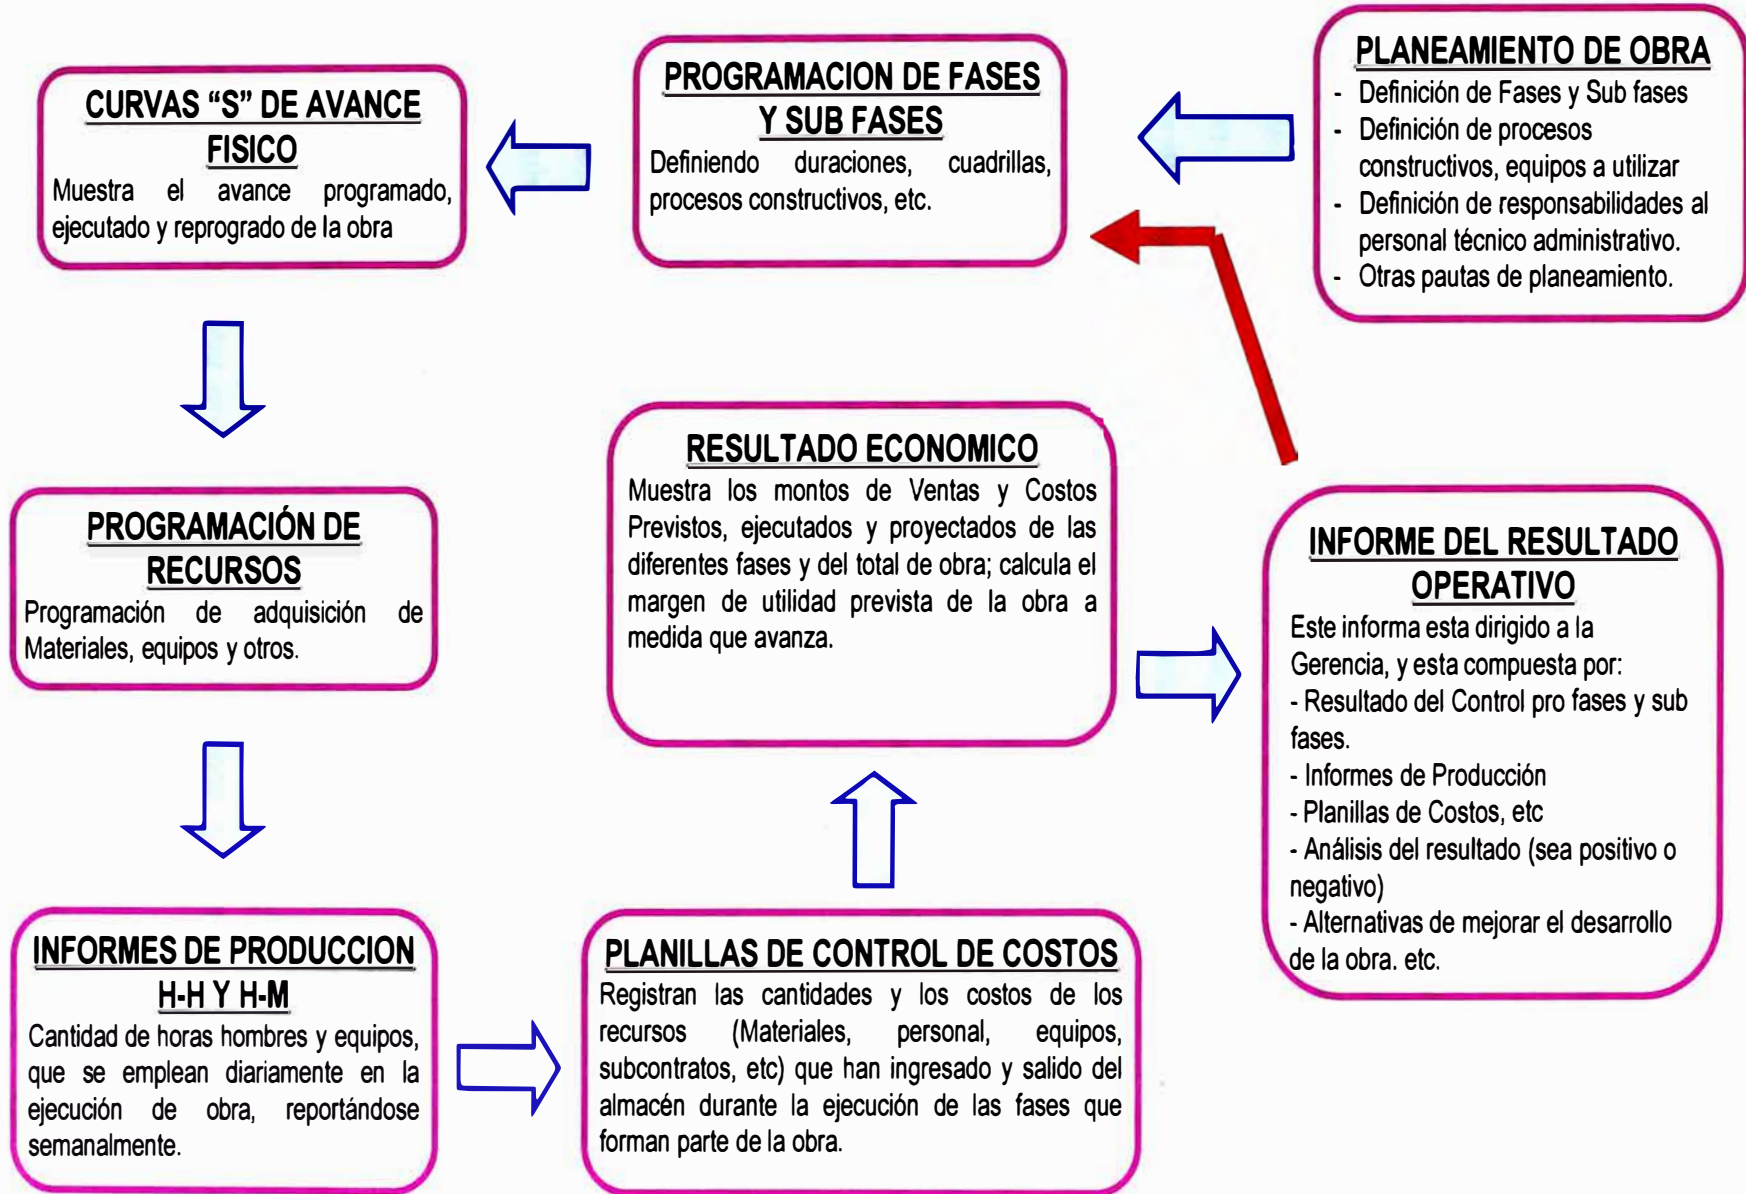 PLANEAMIENTO DE OBRA
- Definición de Fases y Sub fases
- Definición de procesos
constructivos, equipos a utilizar
- Definición de responsabilidades al
personal técnico administrativo.
- Otras pautas de planeamiento.
PROGRAMACION DE FASES
Y SUB FASES
Definiendo duraciones, cuadrillas,
procesos constructivos, etc.
CURVAS “S” DE AVANCE
FISICO
Muestra el avance programado,
ejecutado y reprogrado de la obra
PROGRAMACIÓN DE
RECURSOS
Programación de adquisición de
Materiales, equipos y otros.
INFORMES DE PRODUCCION
H-H Y H-M
Cantidad de horas hombres y equipos,
que se emplean diariamente en la
ejecución de obra, reportándose
semanalmente.
PLANILLAS DE CONTROL DE COSTOS
Registran las cantidades y los costos de los
recursos (Materiales, personal, equipos,
subcontratos, etc) que han ingresado y salido del
almacén durante la ejecución de las fases que
forman parte de la obra.
RESULTADO ECONOMICO
Muestra los montos de Ventas y Costos
Previstos, ejecutados y proyectados de las
diferentes fases y del total de obra; calcula el
margen de utilidad prevista de la obra a
medida que avanza.
INFORME DEL RESULTADO
OPERATIVO
Este informa esta dirigido a la
Gerencia, y esta compuesta por:
- Resultado del Control pro fases y sub
fases.
- Informes de Producción
- Planillas de Costos, etc
- Análisis del resultado (sea positivo o
negativo)
- Alternativas de mejorar el desarrollo
de la obra. etc.